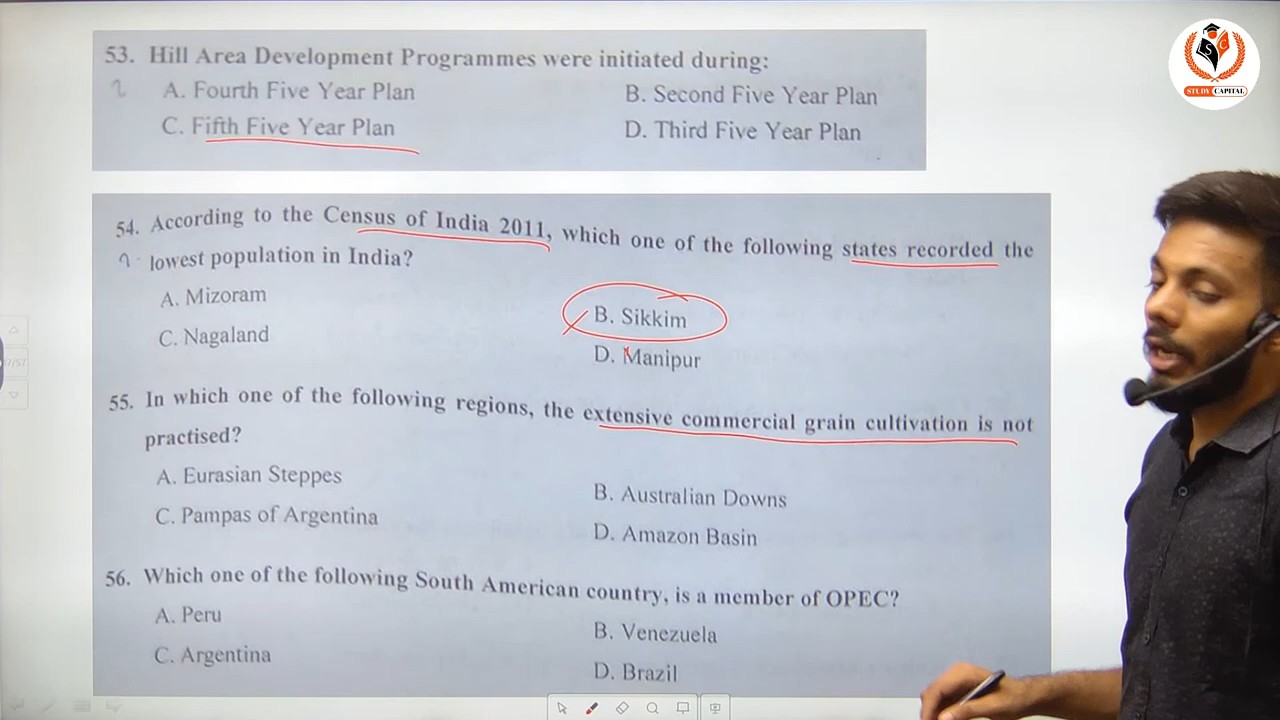 STUDY CAPITAL
53. Hill Area Development Programmes were initiated during:
A. Fourth Five Year Plan B. Second Five Year Plan
C. Fifth Five Year Plan D. Third Five Year Plan
54. According to the Census of India 2011, which one of the following states recorded the
lowest population in India?
A. Mizoram B. Sikkim
C. Nagaland D. Manipur
55. In which one of the following regions, the extensive commercial grain cultivation is not
practised?
A. Eurasian Steppes B. Australian Downs
C. Pampas of Argentina D. Amazon Basin
56. Which one of the following South American country, is a member of OPEC?
A. Peru B. Venezuela
C. Argentina D. Brazil